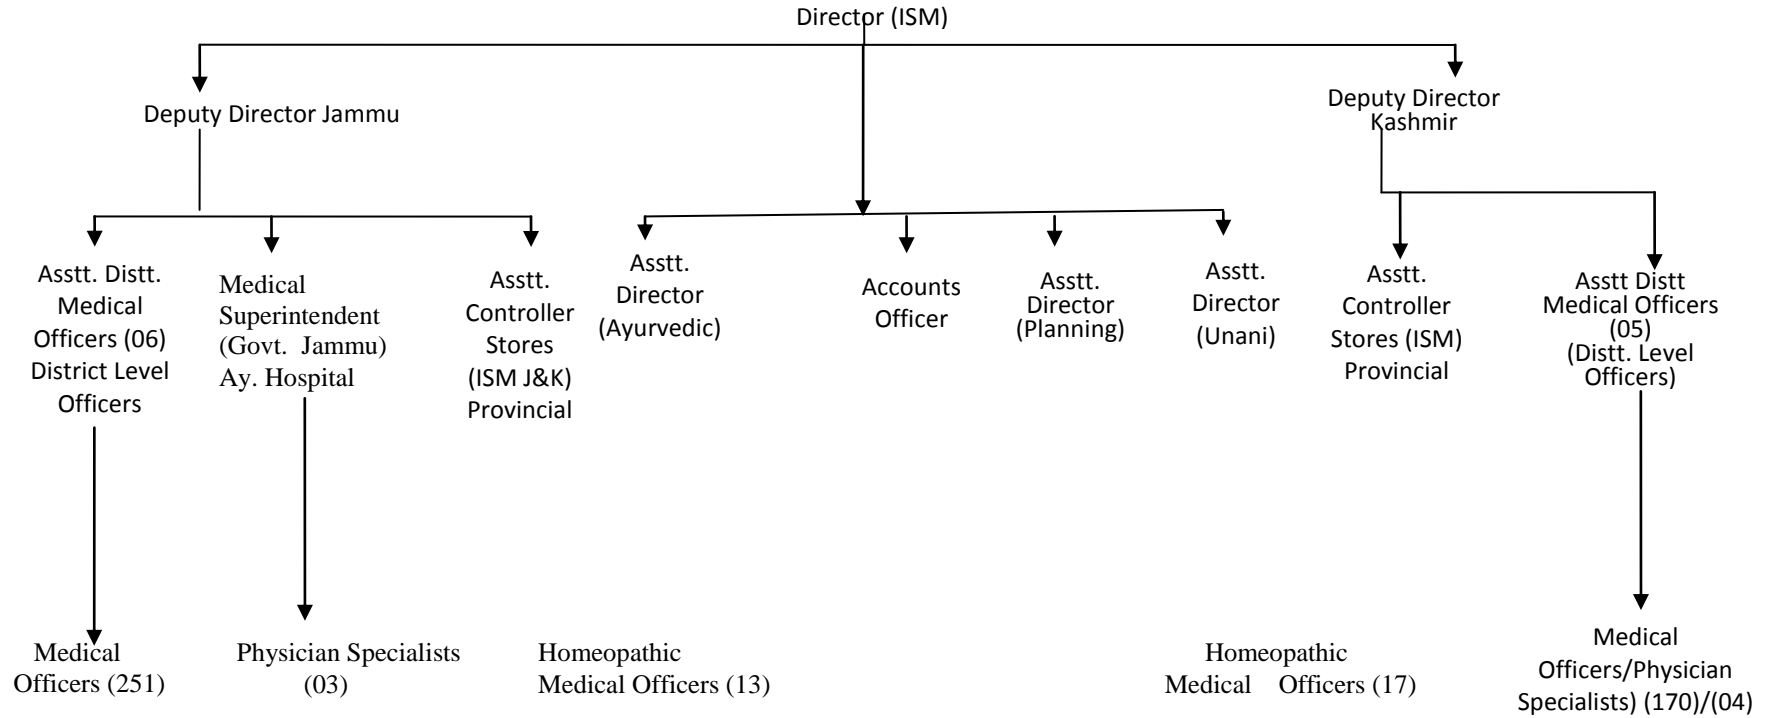 Director (ISM)
Deputy Director Jammu
Deputy Director
Kashmir
Asstt. Distt.
Medical
Officers (06)
District Level
Officers
Medical
Superintendent
(Govt. Jammu)
Ay. Hospital
Asstt.
Controller
Stores
(ISM J&K)
Provincial
Asstt.
Director
(Ayurvedic)
Accounts
Officer
Asstt.
Director
(Planning)
Asstt.
Director
(Unani)
Asstt.
Controller
Stores (ISM)
Provincial
Asstt Distt
Medical Officers
(05)
(Distt. Level
Officers)
Medical
Officers (251)
Physician Specialists
(03)
Homeopathic
Medical Officers (13)
Homeopathic
Medical Officers (17)
Medical
Officers/Physician
Specialists) (170)/(04)